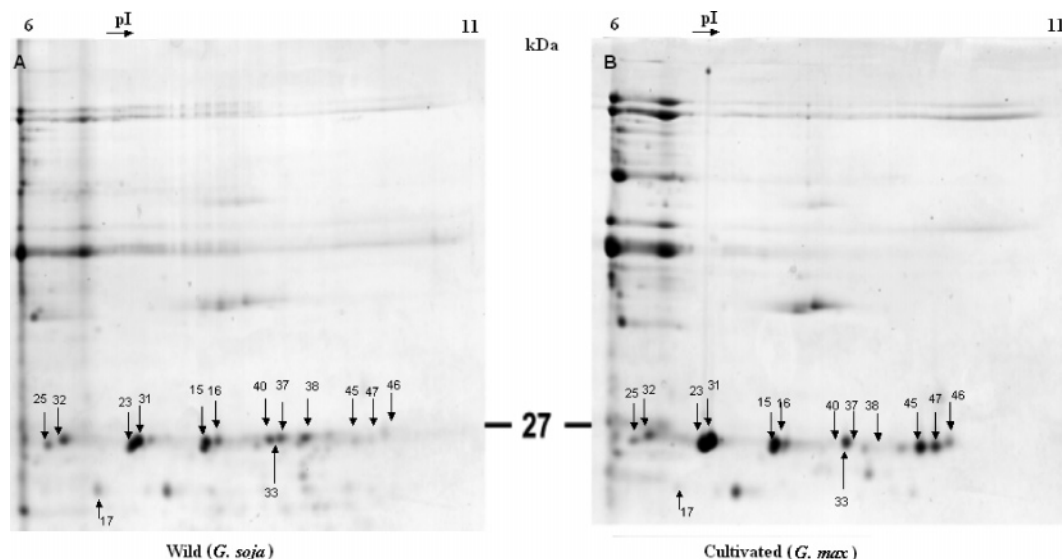 6 pI 11
kDa
6 pI 11
A
B
25 32 23 31 15 16 40 37 38 45 47 46
33
17
27
25 32 23 31 15 16 40 37 38 45 47 46
33
17
Wild (G. soja)
Cultivated (G. max)